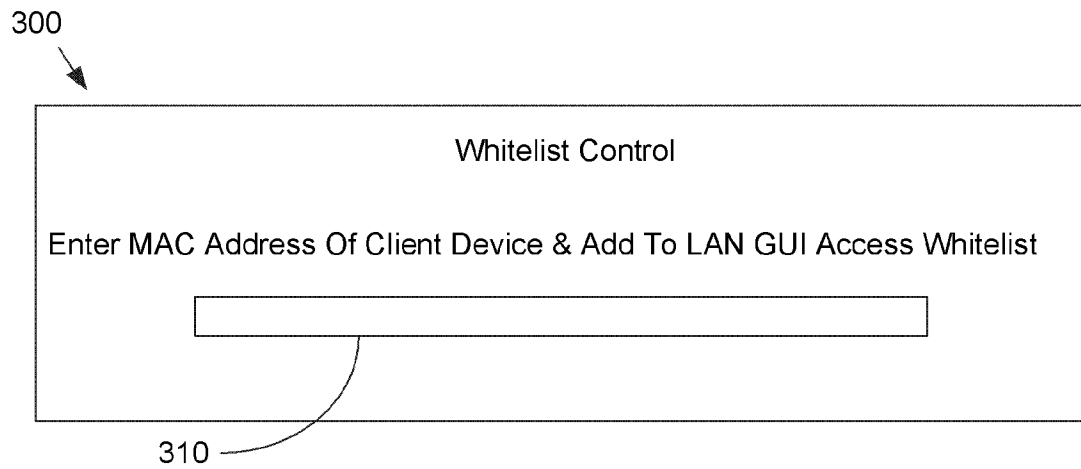 300
Whitelist Control
Enter MAC Address Of Client Device & Add To LAN GUI Access Whitelist
310